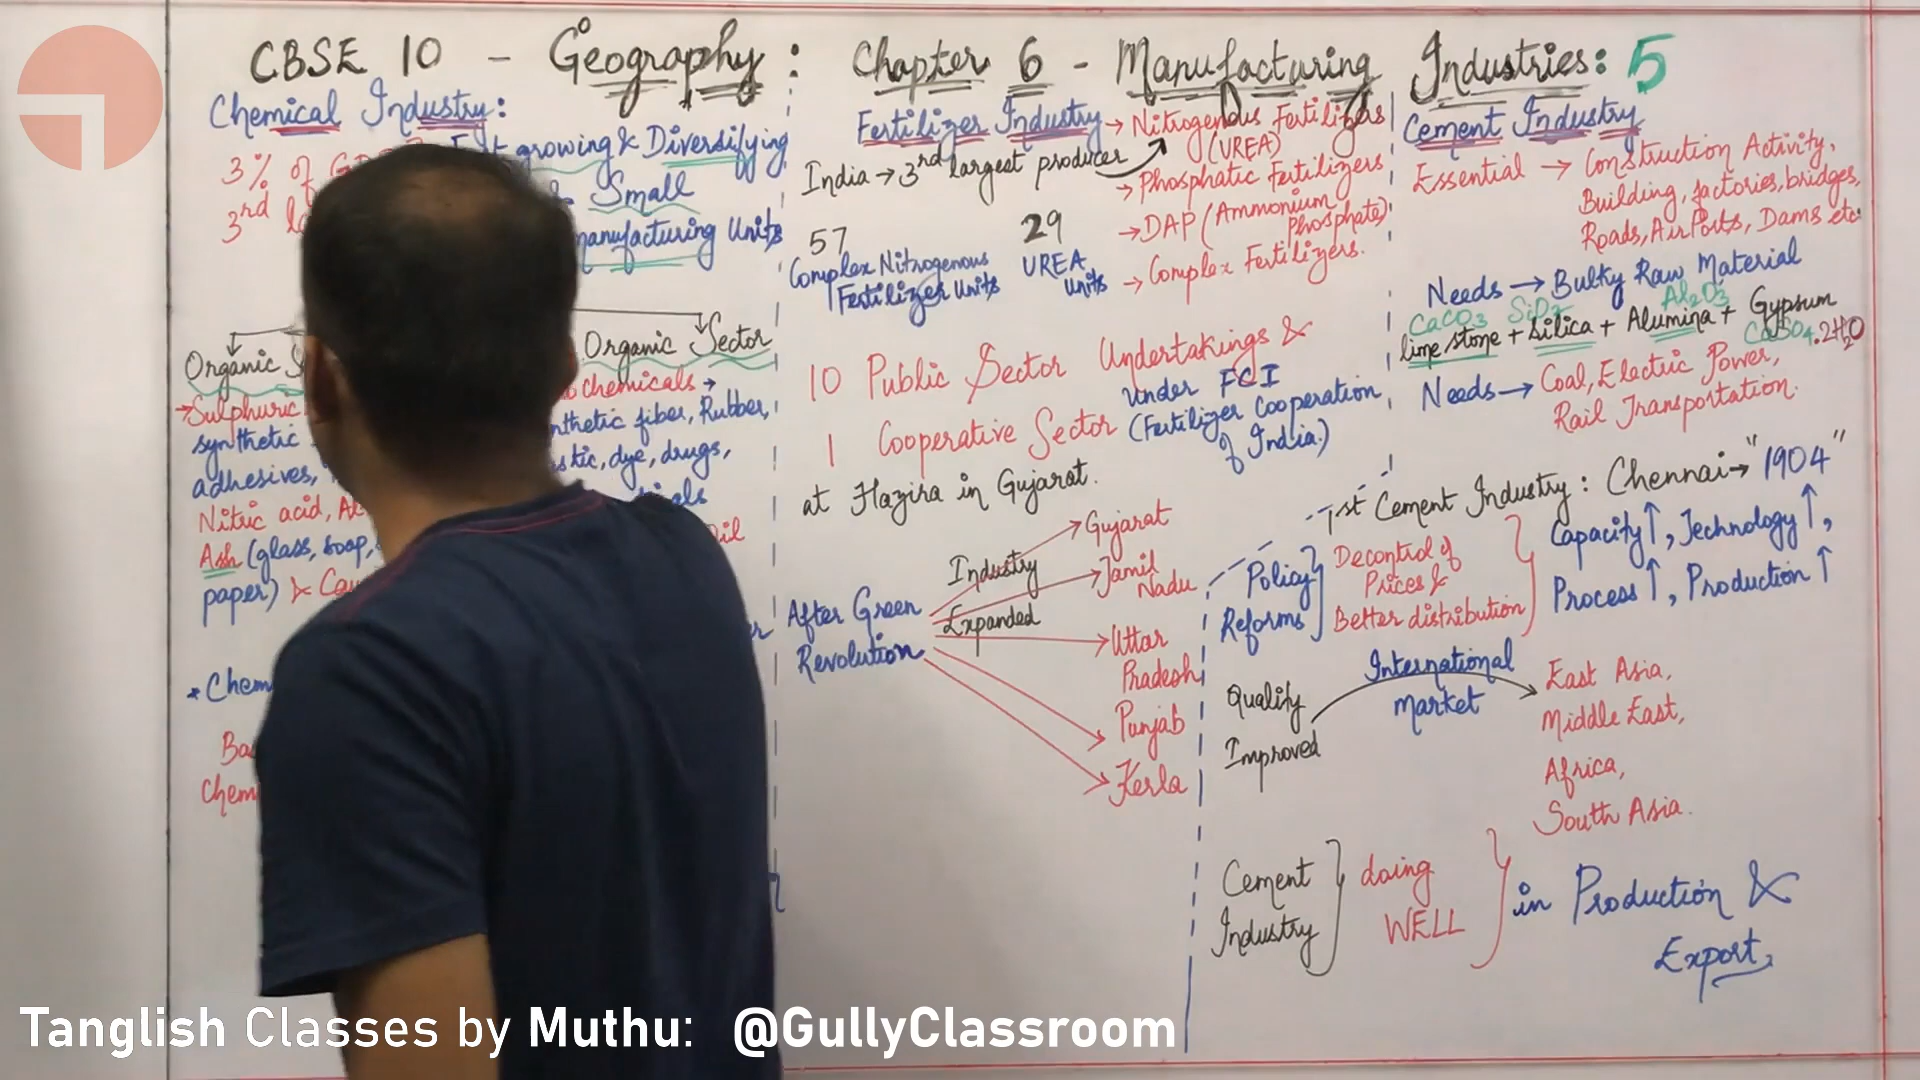 CBSE 10 - Geography: Chapter 6 - Manufacturing Industries: 5
Chemical Industry:
3% of
growing & Diversifying
3rd
Small
manufacturing Units
Organic
Organic Sector
→ Sulphuric
chemicals →
synthetic
fiber, Rubber,
adhesives,
dye, drugs,
Nitric acid,
Ash (glass, soap,
paper) &
* Chem
Fertilizer Industry → Nitrogenous Fertilizers
(UREA)
India → 3rd largest producer
→ Phosphatic Fertilizers
→ DAP (Ammonium
Phosphate)
→ Complex Fertilizers.
57
Complex Nitrogenous
Fertilizer Units
29
UREA
Units
10 Public Sector Undertakings &
1 Cooperative Sector
Under FCI
(Fertilizer Cooperation
of India.)
at Hazira in Gujarat.
After Green
Revolution
Industry
Expanded
Gujarat
Tamil
Nadu
Uttar
Pradesh
Punjab
Kerla
Cement Industry
Essential → Construction Activity,
Building, factories, bridges,
Roads, AirPorts, Dams etc.
Needs → Bulky Raw Material
CaCO3 SiO2 Al2O3
lime stone + Silica + Alumina + Gypsum
CaSO4.2H2O
Needs → Coal, Electric Power,
Rail Transportation.
1st Cement Industry: Chennai → "1904"
Policy
Reforms
Decontrol of
Prices &
Better distribution
Capacity↑, Technology↑,
Process↑, Production↑
Quality
Improved
International
market
East Asia,
Middle East,
Africa,
South Asia.
Cement
Industry
doing
WELL
in Production &
Export,
Tanglish Classes by Muthu: @GullyClassroom